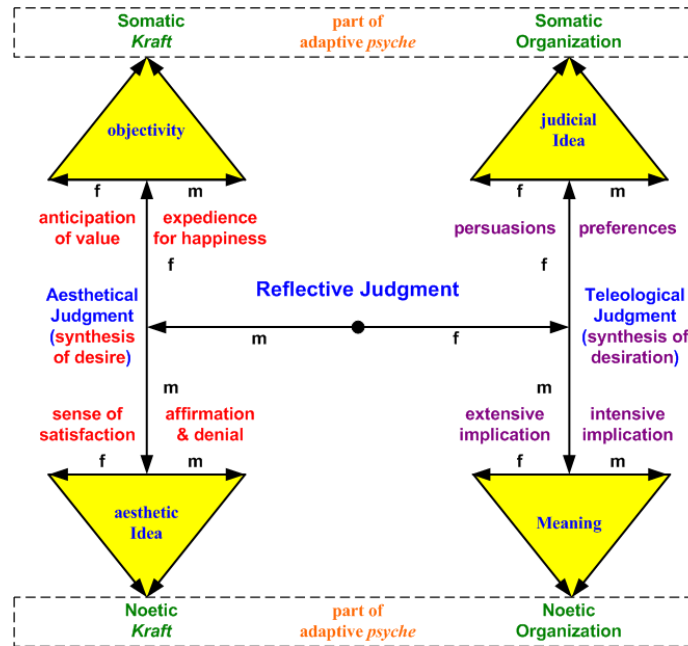 Somatic
Kraft
part of
adaptive psyche
Somatic
Organization
objectivity
judicial
Idea
f
m
f
m
anticipation
of value
expedience
for happiness
persuasions
preferences
f
f
Reflective Judgment
Aesthetical
Judgment
(synthesis
of desire)
Teleological
Judgment
(synthesis of
desiration)
m
f
m
m
sense of
satisfaction
affirmation
& denial
extensive
implication
intensive
implication
f
m
f
m
aesthetic
Idea
Meaning
Noetic
Kraft
part of
adaptive psyche
Noetic
Organization